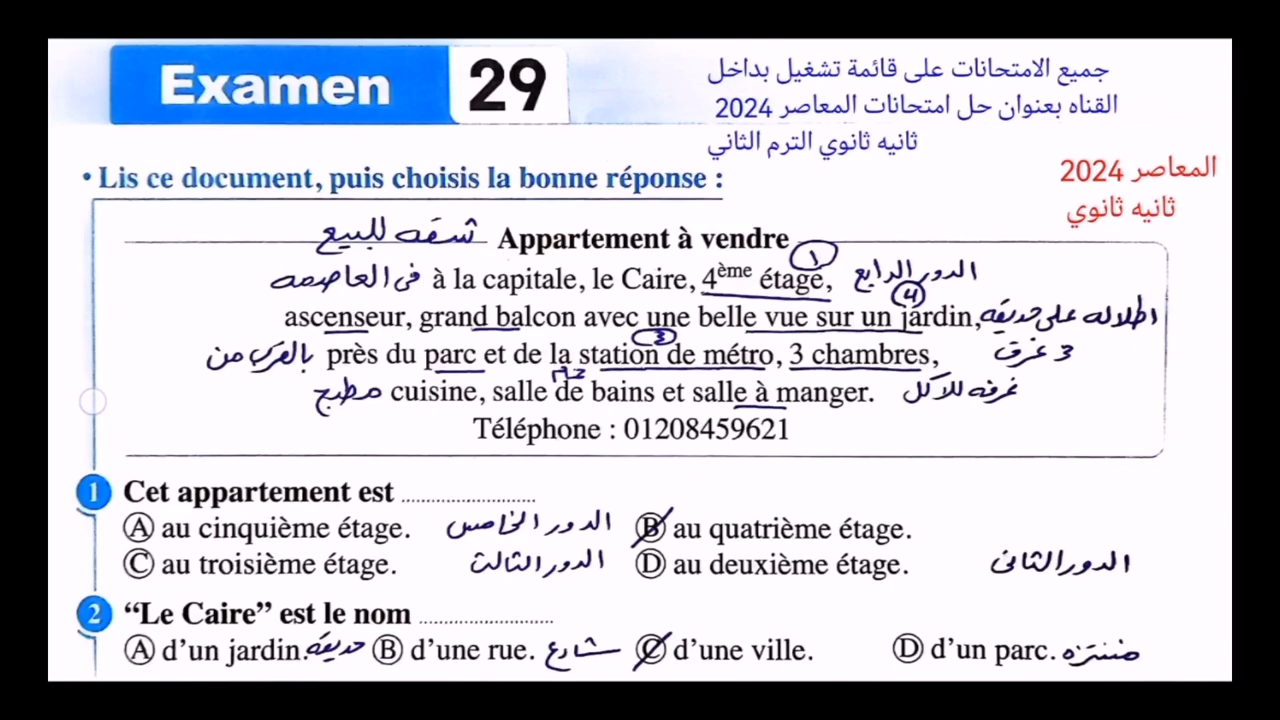 Examen 29
جميع الامتحانات على قائمة تشغيل بداخل
القناه بعنوان حل امتحانات المعاصر 2024
ثانيه ثانوي الترم الثاني
المعاصر 2024
ثانيه ثانوي
• Lis ce document, puis choisis la bonne réponse :
Appartement à vendre شقه للبيع
à la capitale, le Caire, 4ème étage, في العاصمه الدور الرابع ①
ascenseur, grand balcon avec une belle vue sur un jardin, اطلاله على حديقه ④
près du parc et de la station de métro, 3 chambres, بالقرب من 3 غرف ③
cuisine, salle de bains et salle à manger. مطبخ حمام غرفه للاكل
Téléphone : 01208459621
1 Cet appartement est ..........................
A au cinquième étage. الدور الخامس B au quatrième étage.
C au troisième étage. الدور الثالث D au deuxième étage. الدور الثاني
2 “Le Caire” est le nom ..........................
A d’un jardin. حديقه B d’une rue. شارع C d’une ville. D d’un parc. منتزه